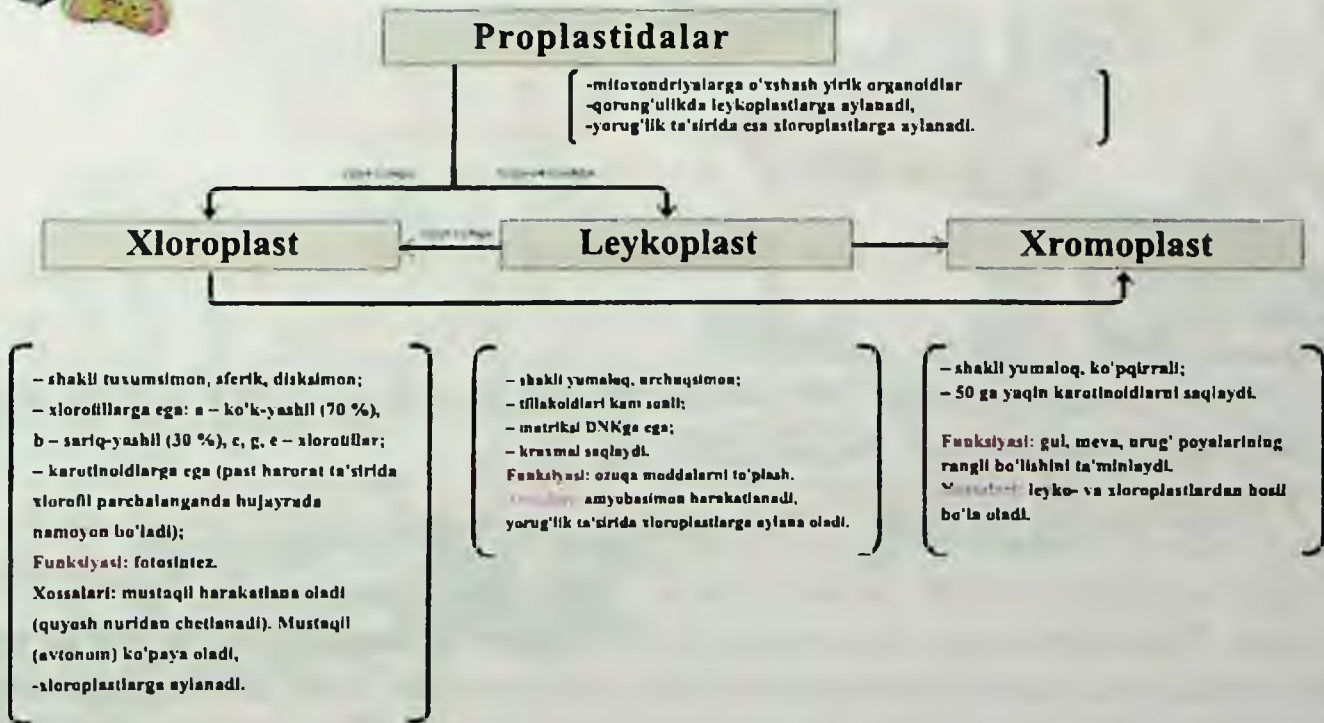 Proplastidalar
-mitoxondriyalarga o'xshash yirik organoidlar
-qorung'ulikda leykoplastlarga aylanadi,
-yorug'lik ta'sirida esa xloroplastlarga aylanadi.
Xloroplast
Leykoplast
Xromoplast
– shakli tuxumsimon, sferik, disksimon;
– xlorofillarga ega: a – ko'k-yashil (70 %),
b – sariq-yashil (30 %), c, g, e – xlorofillar;
– karotinoidlarga ega (past harorat ta'sirida
xlorofil parchalanganda hujayrada
namoyon bo'ladi);
Funksiyasi: fotosintez.
Xossalari: mustaqil harakatlana oladi
(quyosh nuridan chetlanadi). Mustaqil
(avtonom) ko'paya oladi,
-xloroplastlarga aylanadi.
– shakli yumaloq, urchuqsimon;
– tilakoidlari kam sonli;
– matriksi DNKga ega;
– kraxmal saqlaydi.
Funksiyasi: ozuqa moddalarni to'plash.
amyobasimon harakatlanadi,
yorug'lik ta'sirida xloroplastlarga aylana oladi.
– shakli yumaloq, ko'pqirrali;
– 50 ga yaqin karotinoidlarni saqlaydi.
Funksiyasi: gul, meva, urug' poyalarining
rangli bo'lishini ta'minlaydi.
leyko- va xloroplastlardan hosil
bo'la oladi.